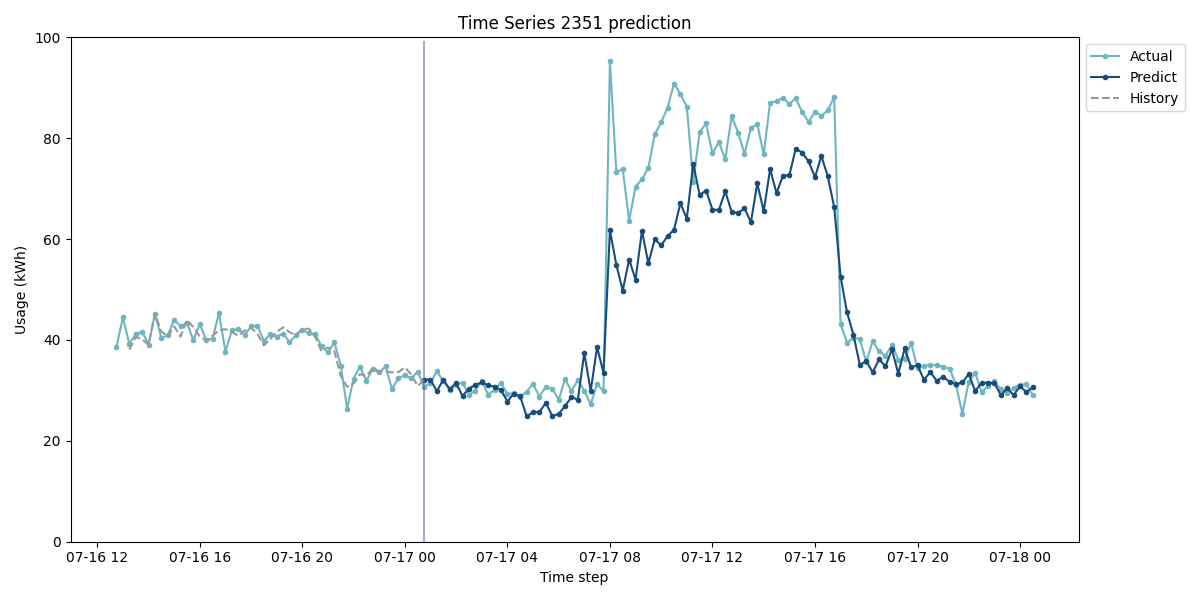 Time Series 2351 prediction
Usage (kWh)
100
80
60
40
20
0
07-16 12
07-16 16
07-16 20
07-17 00
07-17 04
07-17 08
07-17 12
07-17 16
07-17 20
07-18 00
Time step
Actual
Predict
History